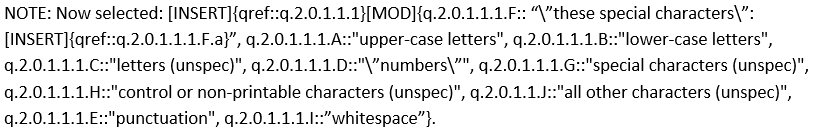 NOTE: Now selected: [INSERT]{qref::q.2.0.1.1.1}[MOD]{q.2.0.1.1.1.F:: “\”these special characters\”:
[INSERT]{qref::q.2.0.1.1.1.F.a}”, q.2.0.1.1.1.A::"upper-case letters", q.2.0.1.1.1.B::"lower-case letters",
q.2.0.1.1.1.C::"letters (unspec)", q.2.0.1.1.1.D::"\”numbers\”", q.2.0.1.1.1.G::"special characters (unspec)",
q.2.0.1.1.1.H::"control or non-printable characters (unspec)", q.2.0.1.1.J::"all other characters (unspec)",
q.2.0.1.1.1.E::"punctuation", q.2.0.1.1.1.I::”whitespace”}.